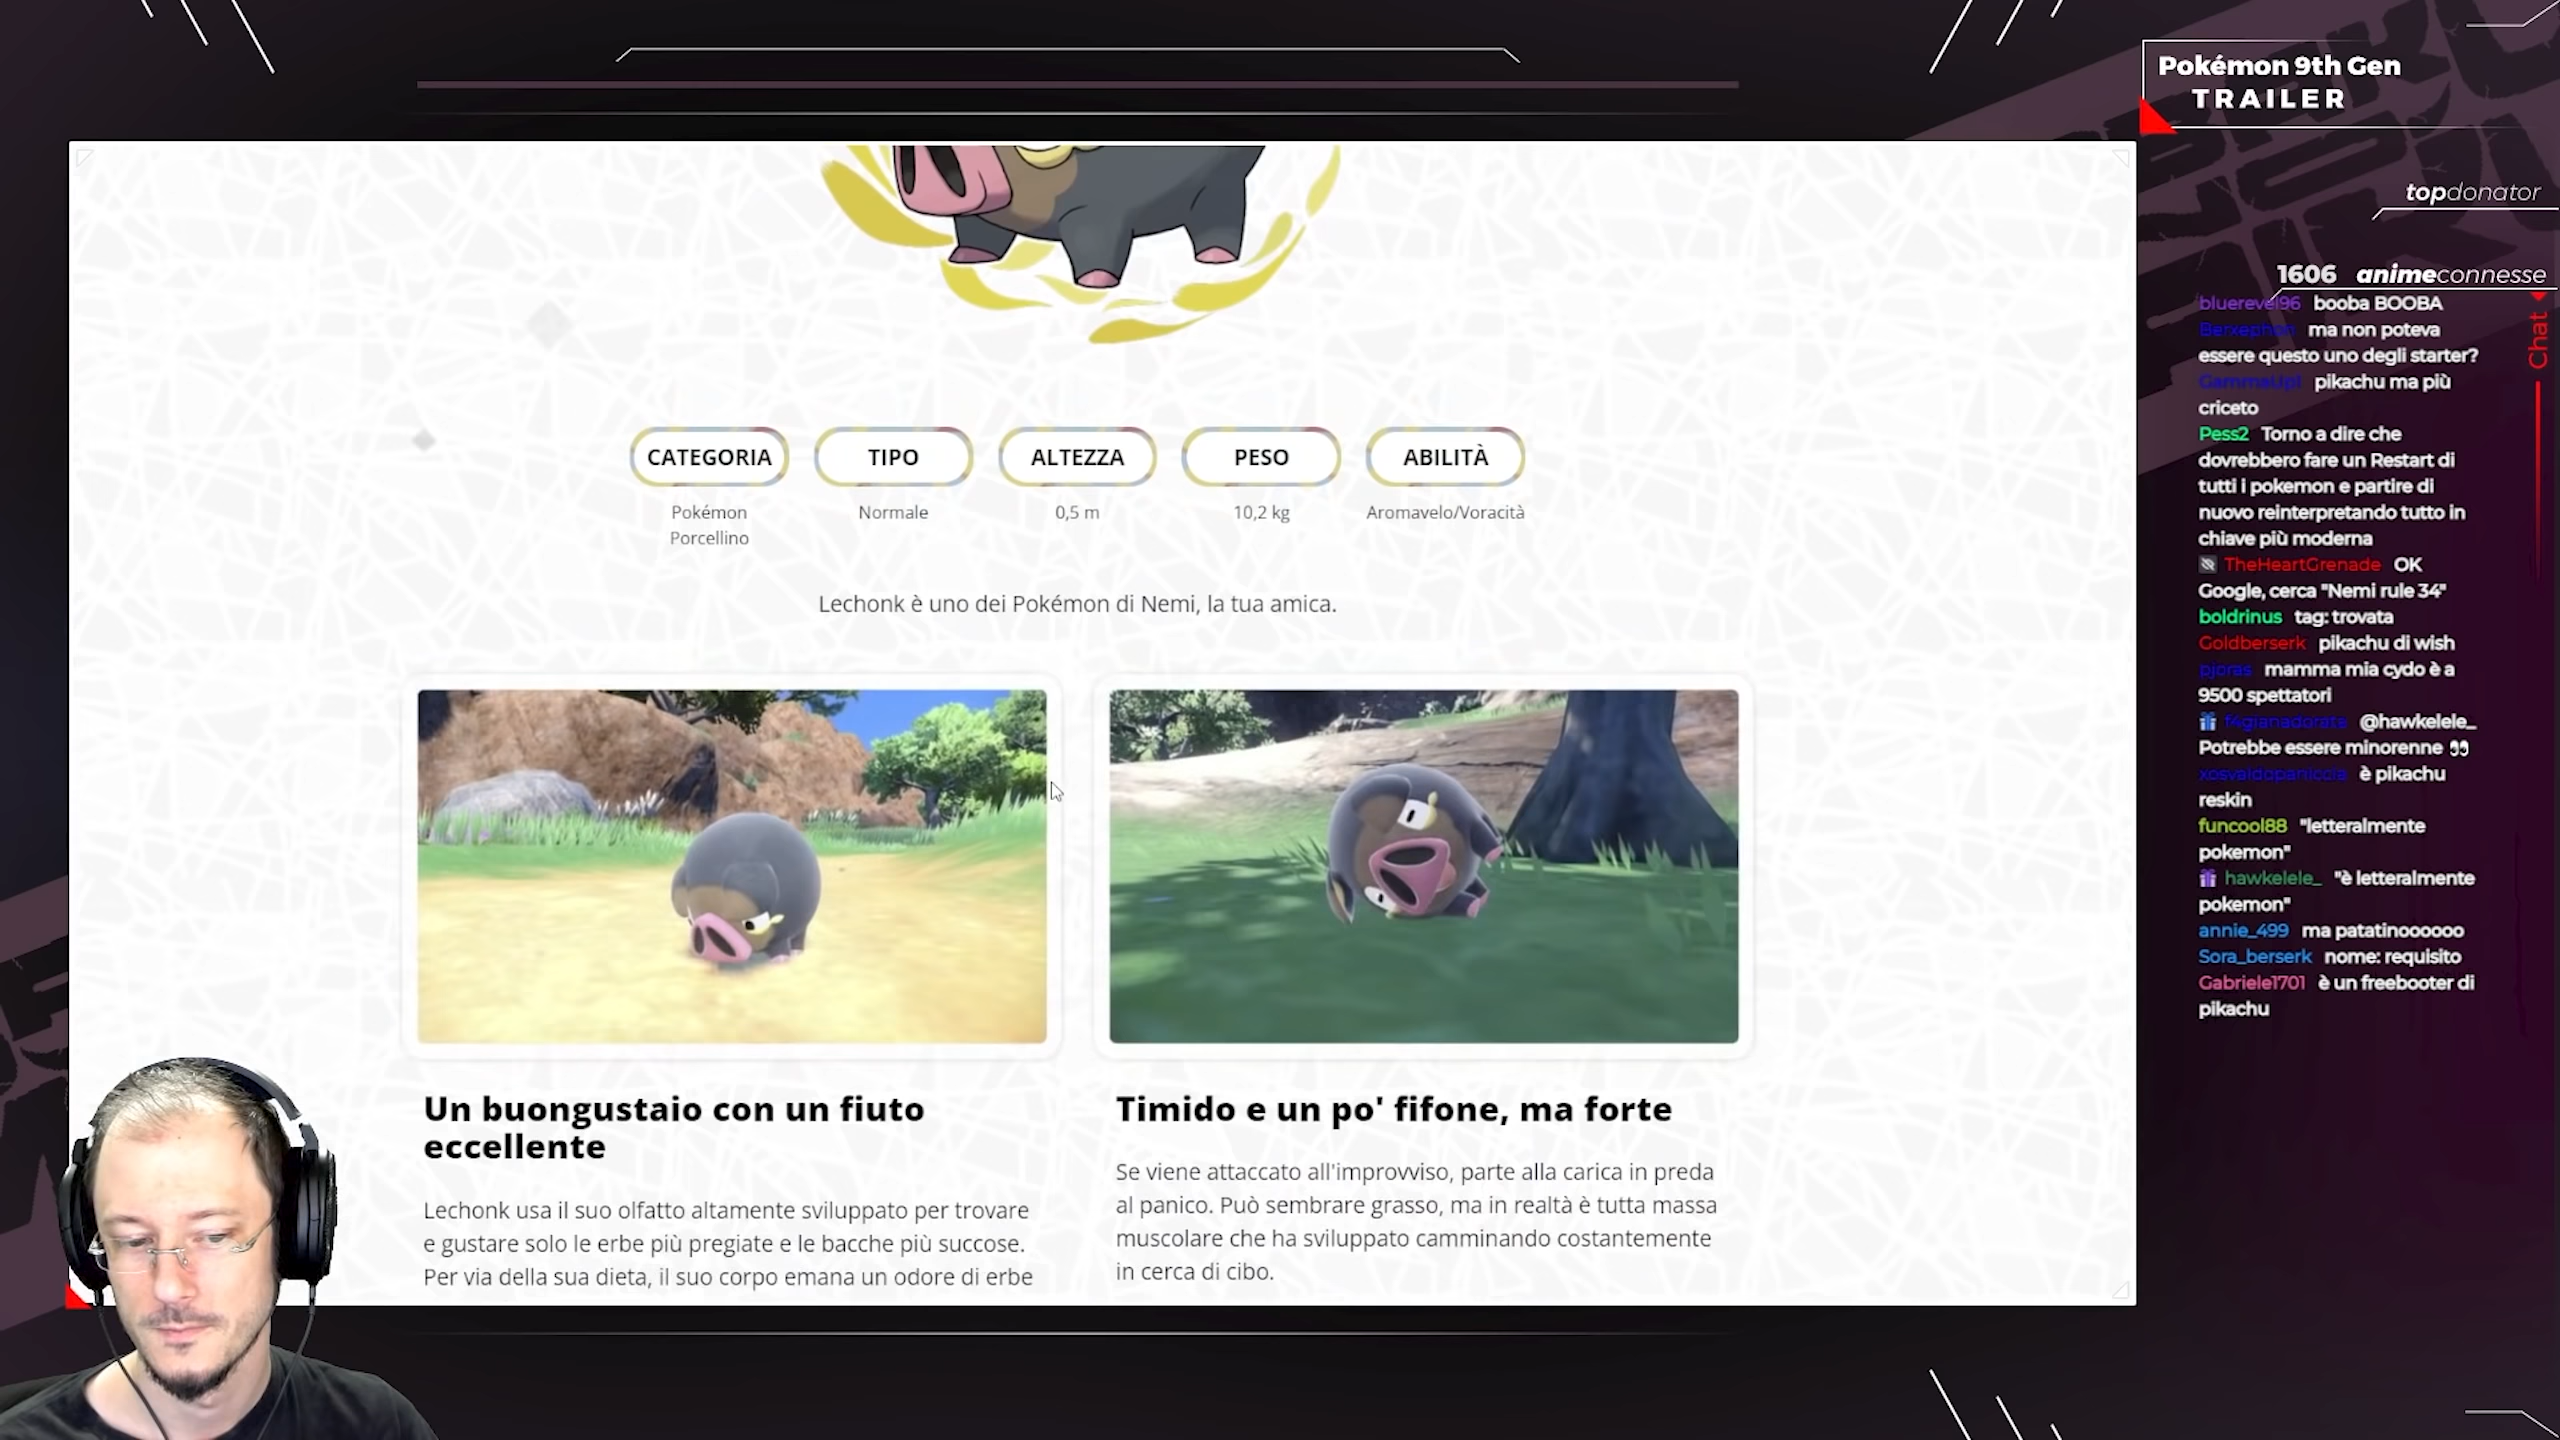 Pokémon 9th Gen
TRAILER
topdonator
1606 animeconnesse
Chat
CATEGORIA
TIPO
ALTEZZA
PESO
ABILITÀ
Pokémon
Porcellino
Normale
0,5 m
10,2 kg
Aromavelo/Voracità
Lechonk è uno dei Pokémon di Nemi, la tua amica.
Un buongustaio con un fiuto
eccellente
Lechonk usa il suo olfatto altamente sviluppato per trovare
e gustare solo le erbe più pregiate e le bacche più succose.
Per via della sua dieta, il suo corpo emana un odore di erbe
Timido e un po' fifone, ma forte
Se viene attaccato all'improvviso, parte alla carica in preda
al panico. Può sembrare grasso, ma in realtà è tutta massa
muscolare che ha sviluppato camminando costantemente
in cerca di cibo.
bluerevel96 booba BOOBA
Berxephon ma non poteva
essere questo uno degli starter?
pikachu ma più
criceto
Pess2 Torno a dire che
dovrebbero fare un Restart di
tutti i pokemon e partire di
nuovo reinterpretando tutto in
chiave più moderna
TheHeartGrenade OK
Google, cerca "Nemi rule 34"
boldrinus tag: trovata
Goldberserk pikachu di wish
pjoras mamma mia cydo è a
9500 spettatori
f4gianadorata @hawkelele_
Potrebbe essere minorenne 👀
xosvaldopaniccia è pikachu
reskin
funcool88 "letteralmente
pokemon"
hawkelele_ "è letteralmente
pokemon"
annie_499 ma patatinoooooo
Sora_berserk nome: requisito
Gabriele1701 è un freebooter di
pikachu